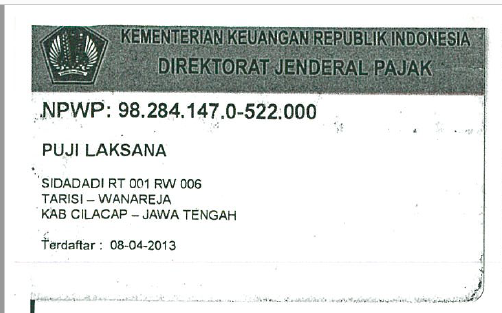 KEMENTERIAN KEUANGAN REPUBLIK INDONESIA
DIREKTORAT JENDERAL PAJAK
NPWP: 98.284.147.0-522.000
PUJI LAKSANA
SIDADADI RT 001 RW 006
TARISI – WANAREJA
KAB CILACAP – JAWA TENGAH
Terdaftar : 08-04-2013